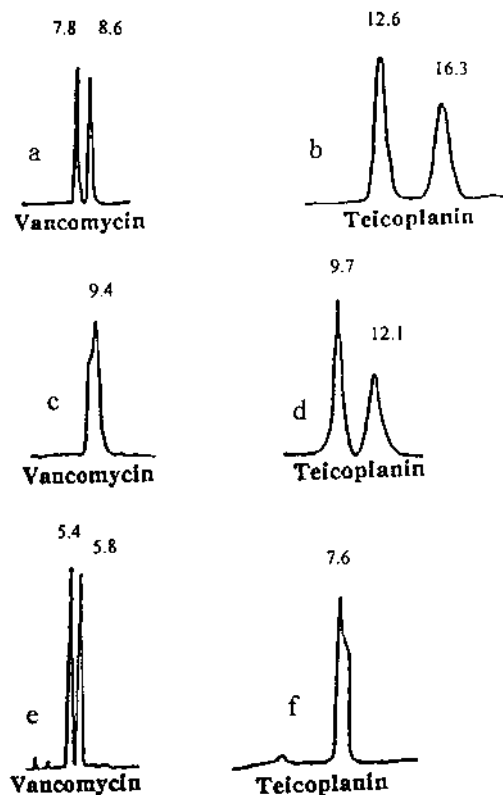 7.8 8.6
12.6
16.3
a
b
Vancomycin
Teicoplanin
9.4
9.7
12.1
c
d
Vancomycin
Teicoplanin
5.4
5.8
7.6
e
f
Vancomycin
Teicoplanin